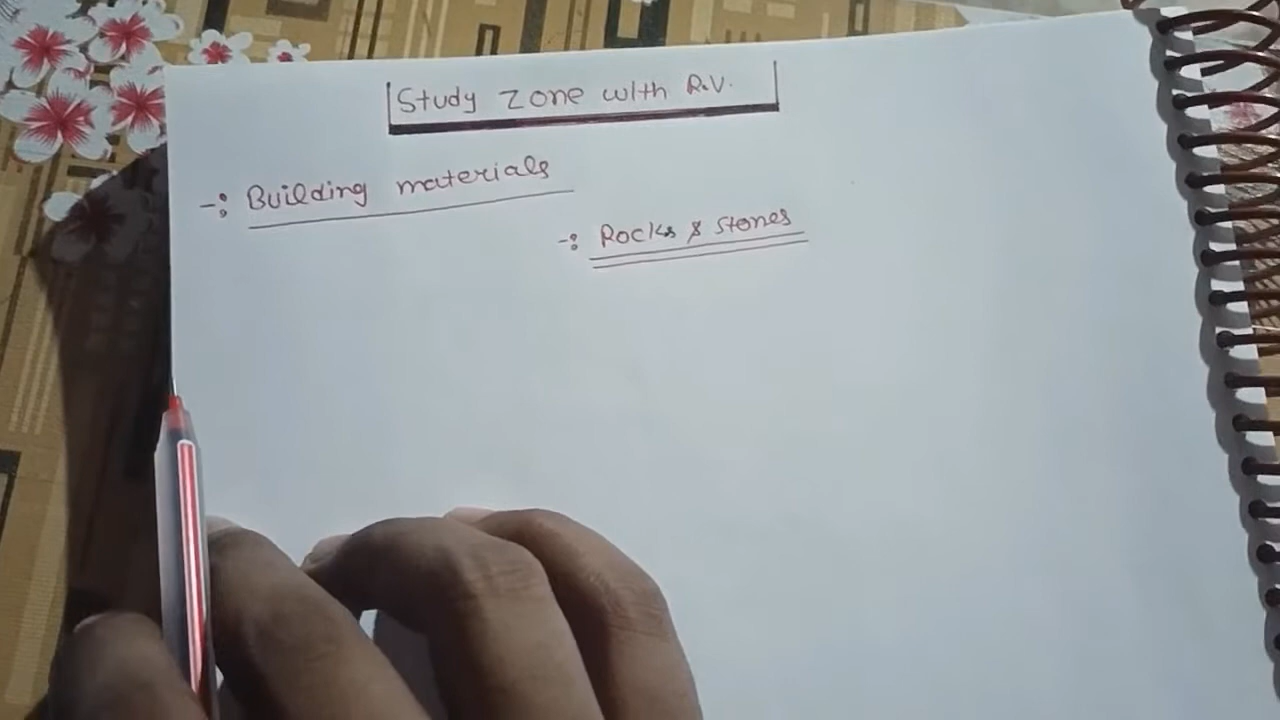 Study Zone with R.V.
-: Building materials
-: Rocks & Stones